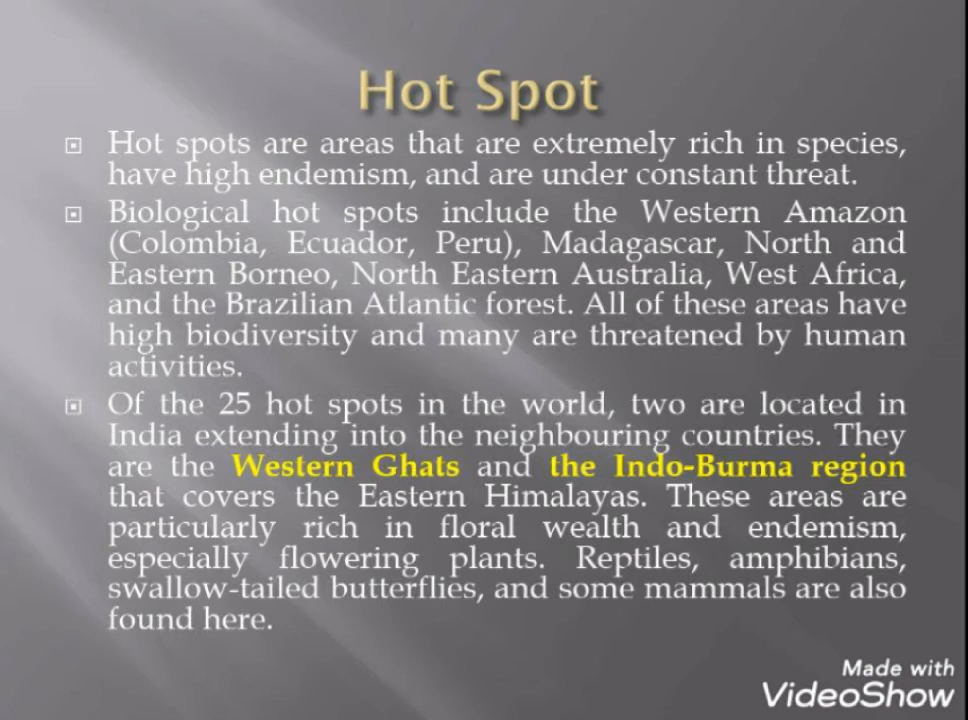 Hot Spot
Hot spots are areas that are extremely rich in species,
have high endemism, and are under constant threat.
Biological hot spots include the Western Amazon
(Colombia, Ecuador, Peru), Madagascar, North and
Eastern Borneo, North Eastern Australia, West Africa,
and the Brazilian Atlantic forest. All of these areas have
high biodiversity and many are threatened by human
activities.
Of the 25 hot spots in the world, two are located in
India extending into the neighbouring countries. They
are the Western Ghats and the Indo-Burma region
that covers the Eastern Himalayas. These areas are
particularly rich in floral wealth and endemism,
especially flowering plants. Reptiles, amphibians,
swallow-tailed butterflies, and some mammals are also
found here.
Made with
VideoShow